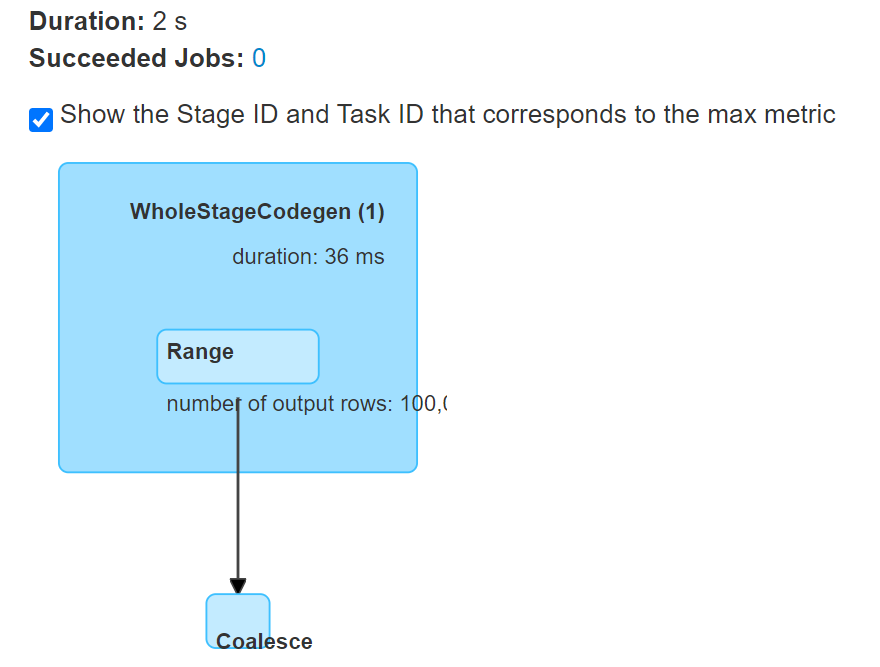 Duration: 2 s
Succeeded Jobs: 0
Show the Stage ID and Task ID that corresponds to the max metric
WholeStageCodegen (1)
duration: 36 ms
Range
number of output rows: 100,
Coalesce